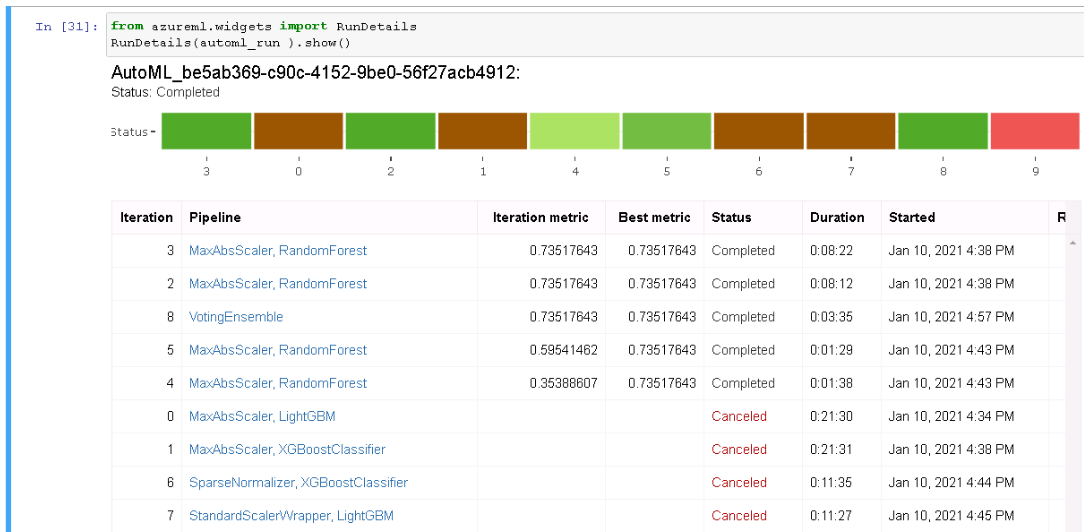 In [31]: from azureml.widgets import RunDetails
RunDetails(automl_run ).show()
AutoML_be5ab369-c90c-4152-9be0-56f27acb4912:
Status: Completed
Status
3 0 2 1 4 5 6 7 8 9
Iteration Pipeline Iteration metric Best metric Status Duration Started R
3 MaxAbsScaler, RandomForest 0.73517643 0.73517643 Completed 0:08:22 Jan 10, 2021 4:38 PM
2 MaxAbsScaler, RandomForest 0.73517643 0.73517643 Completed 0:08:12 Jan 10, 2021 4:38 PM
8 VotingEnsemble 0.73517643 0.73517643 Completed 0:03:35 Jan 10, 2021 4:57 PM
5 MaxAbsScaler, RandomForest 0.59541462 0.73517643 Completed 0:01:29 Jan 10, 2021 4:43 PM
4 MaxAbsScaler, RandomForest 0.35388607 0.73517643 Completed 0:01:38 Jan 10, 2021 4:43 PM
0 MaxAbsScaler, LightGBM Canceled 0:21:30 Jan 10, 2021 4:34 PM
1 MaxAbsScaler, XGBoostClassifier Canceled 0:21:31 Jan 10, 2021 4:38 PM
6 SparseNormalizer, XGBoostClassifier Canceled 0:11:35 Jan 10, 2021 4:44 PM
7 StandardScalerWrapper, LightGBM Canceled 0:11:27 Jan 10, 2021 4:45 PM